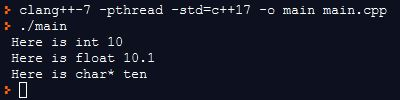 clang++-7 -pthread -std=c++17 -o main main.cpp
./main
Here is int 10
Here is float 10.1
Here is char* ten